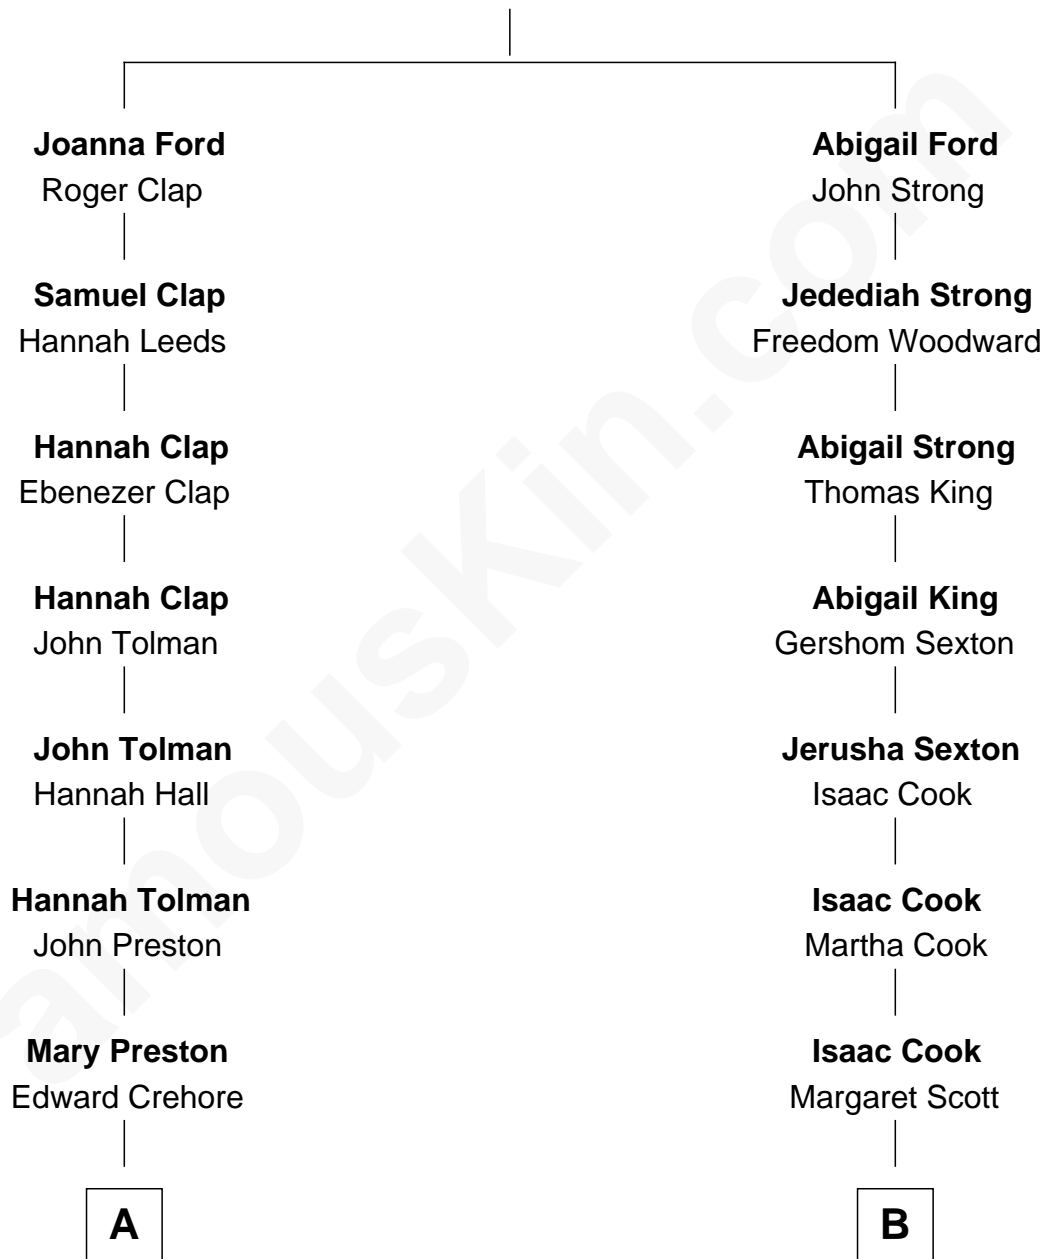 Joanna Ford
Roger Clap
Samuel Clap
Hannah Leeds
Hannah Clap
Ebenezer Clap
Hannah Clap
John Tolman
John Tolman
Hannah Hall
Hannah Tolman
John Preston
Mary Preston
Edward Crehore
A
Abigail Ford
John Strong
Jedediah Strong
Freedom Woodward
Abigail Strong
Thomas King
Abigail King
Gershom Sexton
Jerusha Sexton
Isaac Cook
Isaac Cook
Martha Cook
Isaac Cook
Margaret Scott
B
amouskin.com